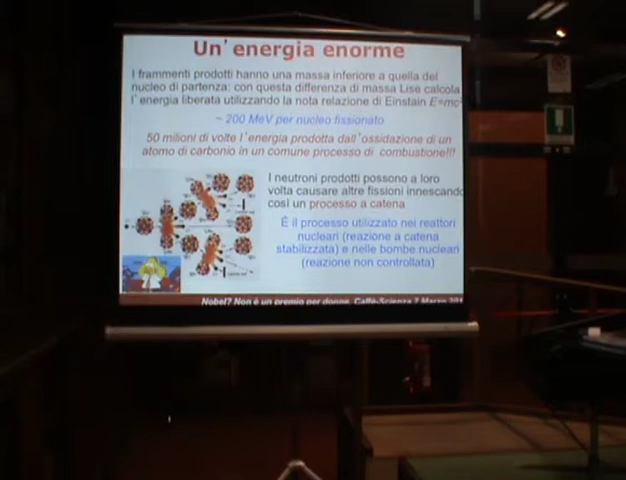 Un'energia enorme
I frammenti prodotti hanno una massa inferiore a quella del
nucleo di partenza: con questa differenza di massa Lise calcola
l'energia liberata utilizzando la nota relazione di Einstein E=mc²
~ 200 MeV per nucleo fissionato
50 milioni di volte l'energia prodotta dall'ossidazione di un
atomo di carbonio in un comune processo di combustione!!!
I neutroni prodotti possono a loro
volta causare altre fissioni innescando
così un processo a catena
È il processo utilizzato nei reattori
nucleari (reazione a catena
stabilizzata) e nelle bombe nucleari
(reazione non controllata)
Nobel? Non è un premio per donne. Caffè-Scienza 7 Marzo 201